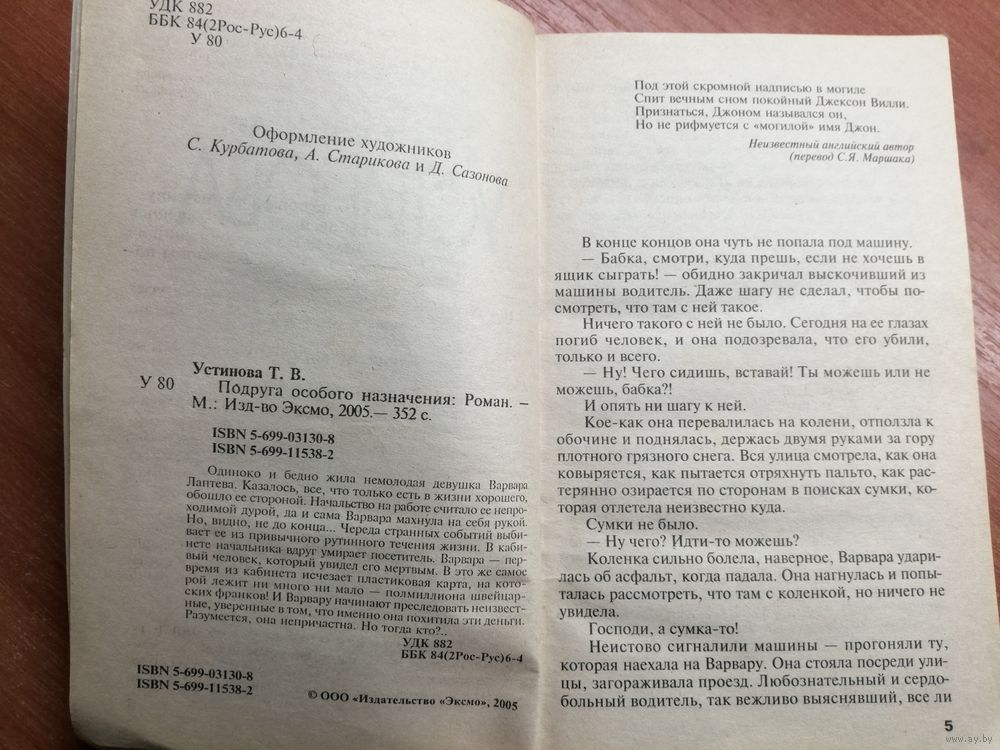 УДК 882
ББК 84(2Рос-Рус)6-4
У 80
Оформление художников
С. Курбатова, А. Старикова и Д. Сазонова
Устинова Т. В.
У 80
Подруга особого назначения: Роман. –
М.: Изд-во Эксмо, 2005.— 352 с.
ISBN 5-699-03130-8
ISBN 5-699-11538-2
Одиноко и бедно жила немолодая девушка Варвара
Лаптева. Казалось, все, что только есть в жизни хорошего,
обошло ее стороной. Начальство на работе считало ее непро-
ходимой дурой, да и сама Варвара махнула на себя рукой.
Но, видно, не до конца... Череда странных событий выби-
вает ее из привычного рутинного течения жизни. В каби-
нете начальника вдруг умирает посетитель. Варвара — пер-
вый человек, который увидел его мертвым. В это же самое
время из кабинета исчезает пластиковая карта, на кото-
рой лежит ни много ни мало — полмиллиона швейцар-
ских франков! И Варвару начинают преследовать неизвест-
ные, уверенные в том, что именно она похитила эти деньги.
Разумеется, она непричастна. Но тогда кто?..
УДК 882
ББК 84(2Рос-Рус)6-4
ISBN 5-699-03130-8
ISBN 5-699-11538-2
© ООО «Издательство «Эксмо», 2005
Под этой скромной надписью в могиле
Спит вечным сном покойный Джексон Вилли.
Признаться, Джоном назывался он,
Но не рифмуется с «могилой» имя Джон.
Неизвестный английский автор
(перевод С.Я. Маршака)
В конце концов она чуть не попала под машину.
— Бабка, смотри, куда прешь, если не хочешь в
ящик сыграть! — обидно закричал выскочивший из
машины водитель. Даже шагу не сделал, чтобы по-
смотреть, что там с ней такое.
Ничего такого с ней не было. Сегодня на ее глазах
погиб человек, и она подозревала, что его убили,
только и всего.
— Ну! Чего сидишь, вставай! Ты можешь или не
можешь, бабка?!
И опять ни шагу к ней.
Кое-как она перевалилась на колени, отползла к
обочине и поднялась, держась двумя руками за гору
плотного грязного снега. Вся улица смотрела, как она
ковыряется, как пытается отряхнуть пальто, как рас-
терянно озирается по сторонам в поисках сумки, ко-
торая отлетела неизвестно куда.
Сумки не было.
— Ну чего? Идти-то можешь?
Коленка сильно болела, наверное, Варвара удари-
лась об асфальт, когда падала. Она нагнулась и попы-
талась рассмотреть, что там с коленкой, но ничего не
увидела.
Господи, а сумка-то!
Неистово сигналили машины — прогоняли ту,
которая наехала на Варвару. Она стояла посреди ули-
цы, загораживала проезд. Любознательный и сердо-
больный водитель, так вежливо выяснявший, все ли
5
www.ay.by